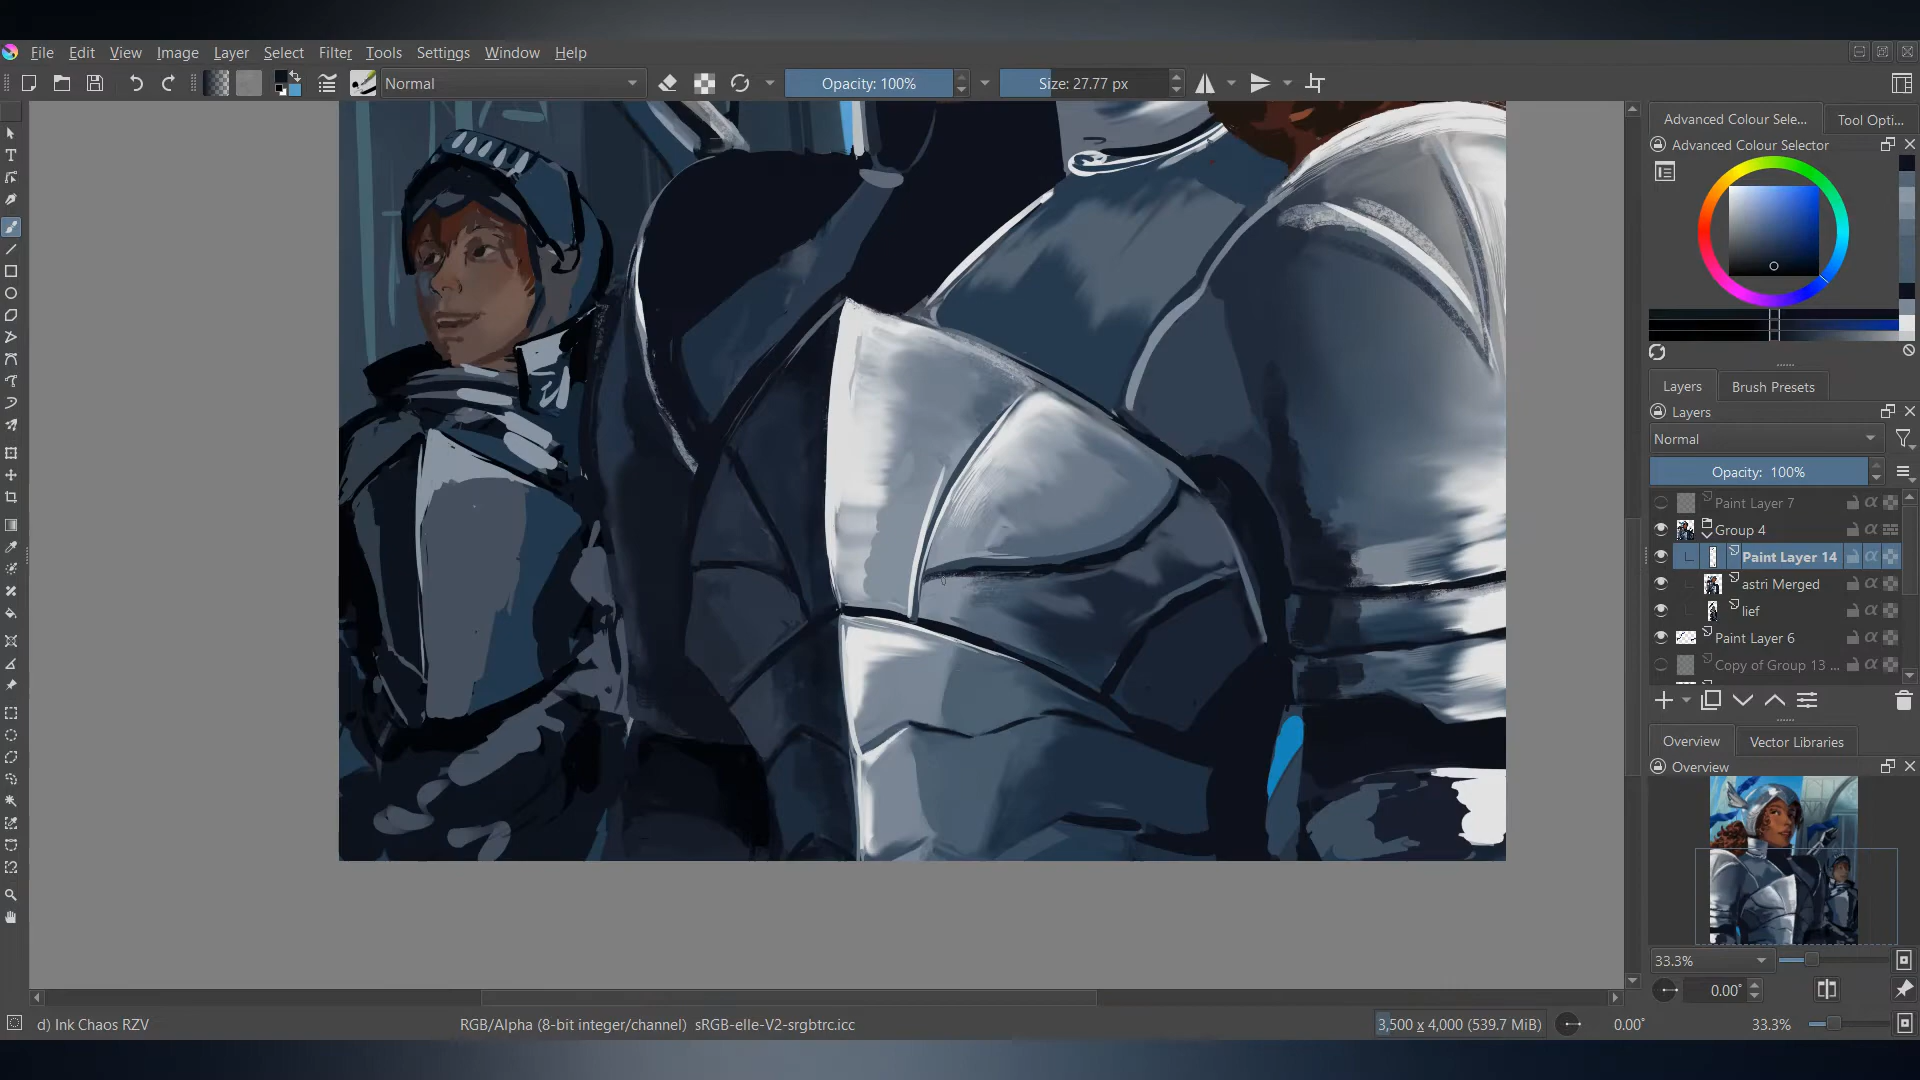 File Edit View Image Layer Select Filter Tools Settings Window Help
Normal Opacity: 100% Size: 27.77 px
Advanced Colour Sele... Tool Opti...
Advanced Colour Selector
Layers Brush Presets
Layers
Normal
Opacity: 100%
Paint Layer 7
Group 4
Paint Layer 14
astri Merged
lief
Paint Layer 6
Copy of Group 13 ...
Overview Vector Libraries
Overview
33.3%
0.00°
d) Ink Chaos RZV RGB/Alpha (8-bit integer/channel) sRGB-elle-V2-srgbtrc.icc 3,500 x 4,000 (539.7 MiB) 0.00° 33.3%